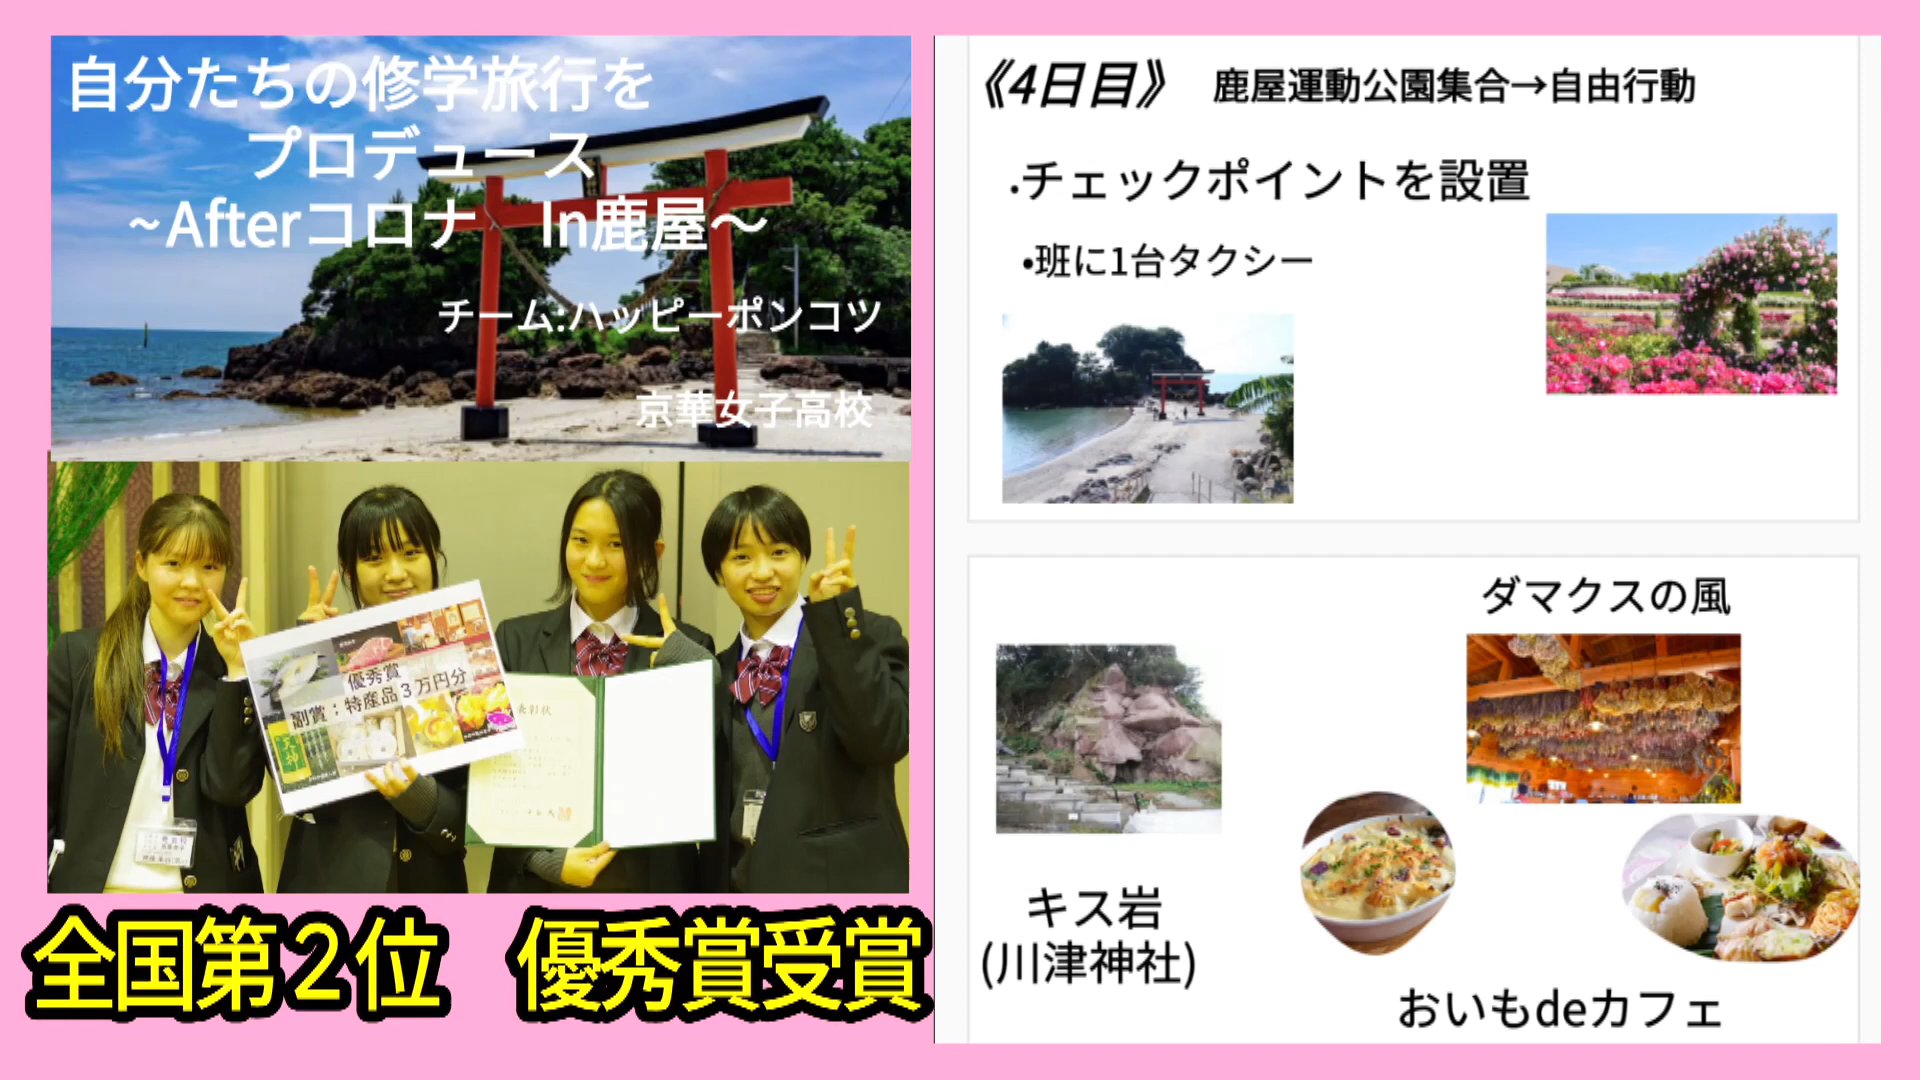 自分たちの修学旅行を
プロデュース
~Afterコロナ　In鹿屋～
チーム:ハッピーポンコツ
京華女子高校
優秀賞
副賞：特産品３万円分
表彰状
全国第２位　優秀賞受賞
《4日目》　鹿屋運動公園集合→自由行動
.チェックポイントを設置
•班に1台タクシー
ダマクスの風
キス岩
(川津神社)
おいもdeカフェ